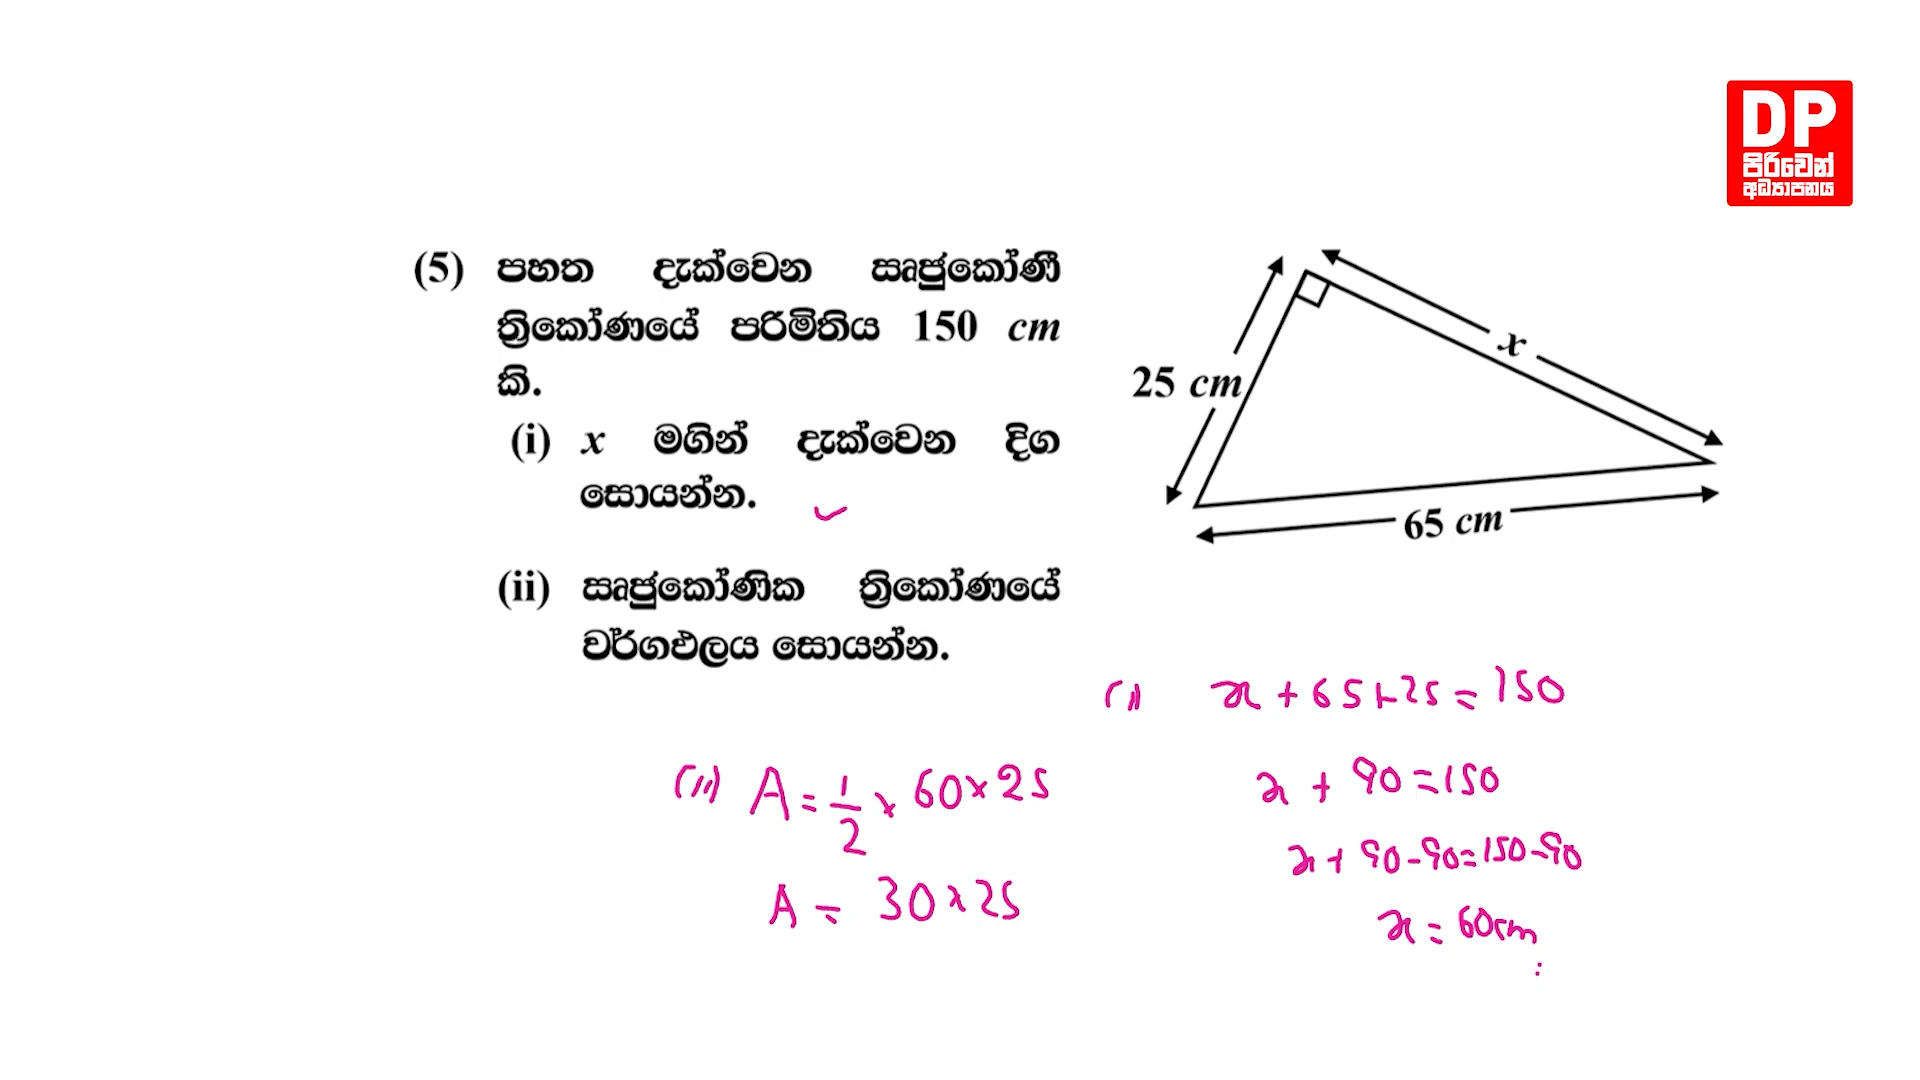 DP
පිරිවෙන්
අධ්‍යාපනය
(5) පහත දැක්වෙන සෘජුකෝණී
ත්‍රිකෝණයේ පරිමිතිය 150 cm
කි.
(i) x මගින් දැක්වෙන දිග
සොයන්න.
(ii) සෘජුකෝණික ත්‍රිකෝණයේ
වර්ගඵලය සොයන්න.
25 cm
x
65 cm
(i) x + 65 + 25 = 150
x + 90 = 150
x + 90 - 90 = 150 - 90
x = 60cm
(ii) A = 1/2 × 60 × 25
A = 30 × 25